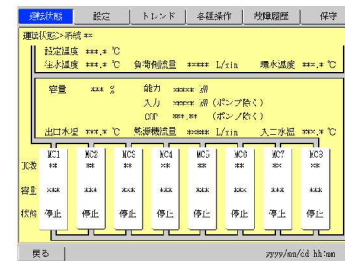 運転状態 設定 トレンド 各種操作 故障履歴 保守
運転状態>系統 **
設定温度 ***.* ℃
往水温度 ***.* ℃ 負荷側流量 ***** L/min 還水温度 ***.* ℃
容量 *** % 能力 ***** kW
入力 ***** kW (ポンプ除く)
COP **.** (ポンプ除く)
出口水温 ***.* ℃ 熱源機流量 ***** L/min 入口水温 ***.* ℃
MC1 MC2 MC3 MC4 MC5 MC6 MC7 MC8
** ** ** ** ** ** ** **
容量 *** *** *** *** *** *** *** ***
状態 停止 停止 停止 停止 停止 停止 停止 停止
戻る yyyy/mm/dd hh:mm